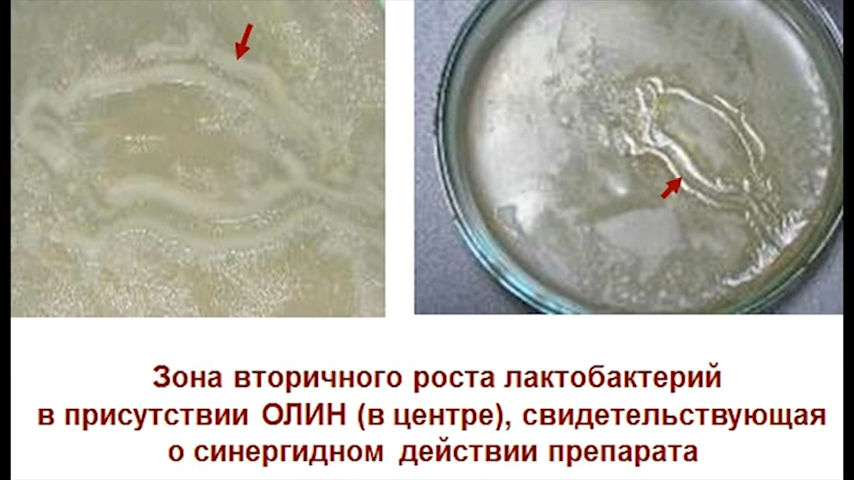 Зона вторичного роста лактобактерий
в присутствии ОЛИН (в центре), свидетельствующая
о синергидном действии препарата